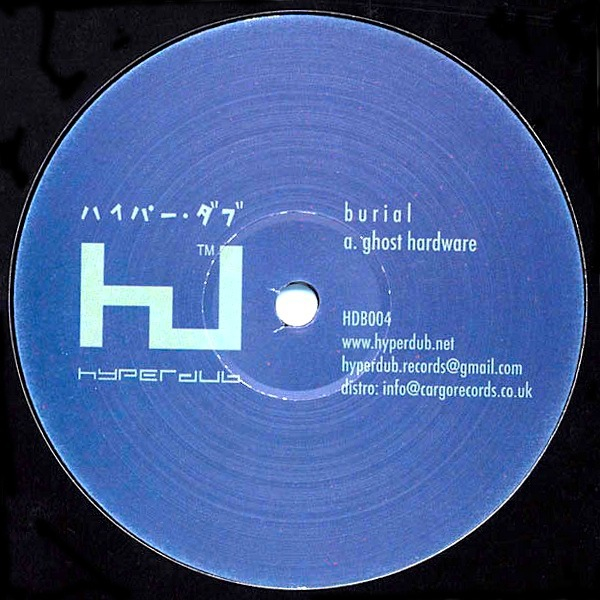 ハイパー・ダブ
TM
hyperdub
burial
a. ghost hardware
HDB004
www.hyperdub.net
hyperdub.records@gmail.com
distro: info@cargorecords.co.uk